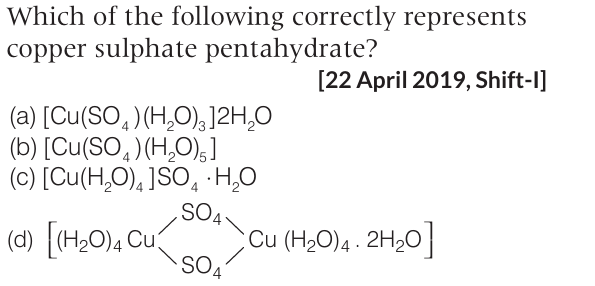 Which of the following correctly represents
copper sulphate pentahydrate?
[22 April 2019, Shift-I]
(a) [Cu(SO₄)(H₂O)₃]2H₂O
(b) [Cu(SO₄)(H₂O)₅]
(c) [Cu(H₂O)₄]SO₄ · H₂O
SO₄
(d) [(H₂O)₄ Cu Cu (H₂O)₄ . 2H₂O]
SO₄